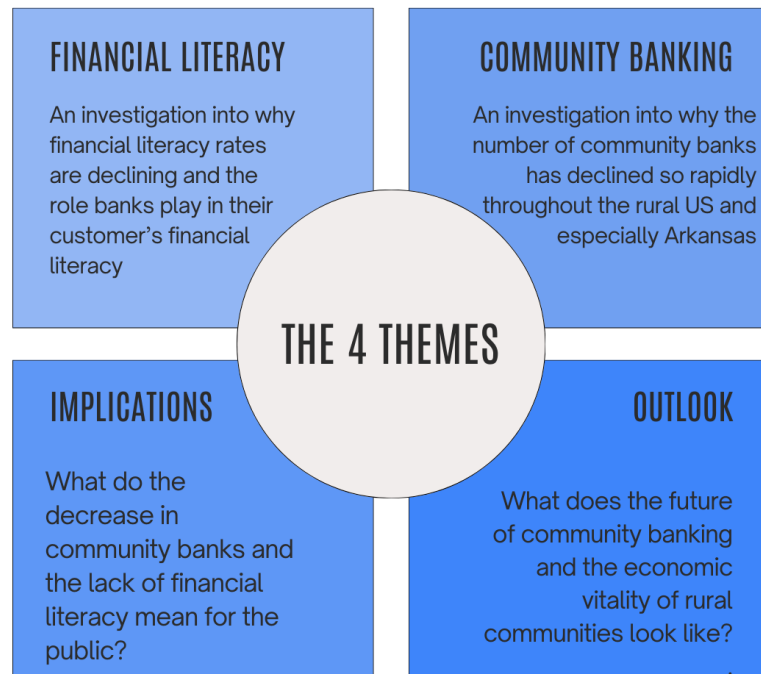 FINANCIAL LITERACY
An investigation into why
financial literacy rates
are declining and the
role banks play in their
customer’s financial
literacy
COMMUNITY BANKING
An investigation into why the
number of community banks
has declined so rapidly
throughout the rural US and
especially Arkansas
THE 4 THEMES
IMPLICATIONS
What do the
decrease in
community banks and
the lack of financial
literacy mean for the
public?
OUTLOOK
What does the future
of community banking
and the economic
vitality of rural
communities look like?